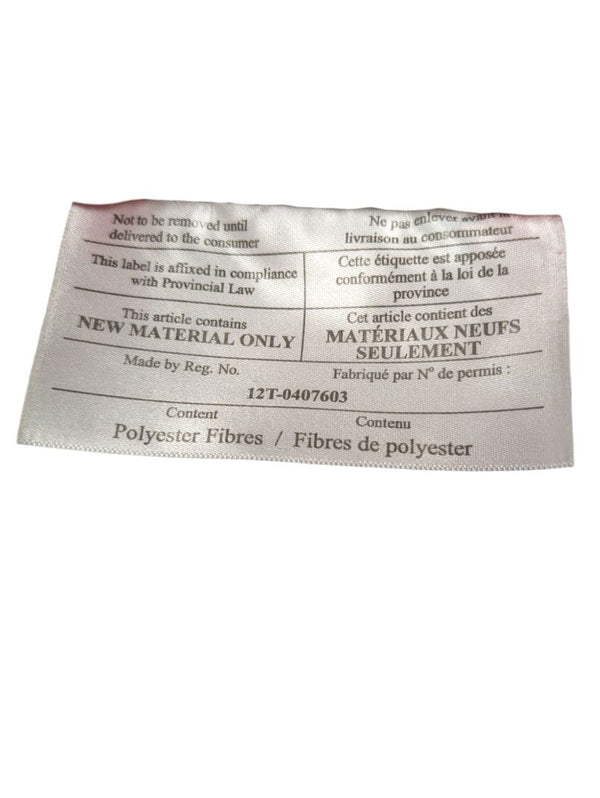 Not to be removed until
delivered to the consumer
Ne pas enlever avant la
livraison au consommateur
This label is affixed in compliance
with Provincial Law
Cette étiquette est apposée
conformément à la loi de la
province
This article contains
NEW MATERIAL ONLY
Cet article contient des
MATÉRIAUX NEUFS
SEULEMENT
Made by Reg. No.
Fabriqué par N° de permis :
12T-0407603
Content
Contenu
Polyester Fibres / Fibres de polyester